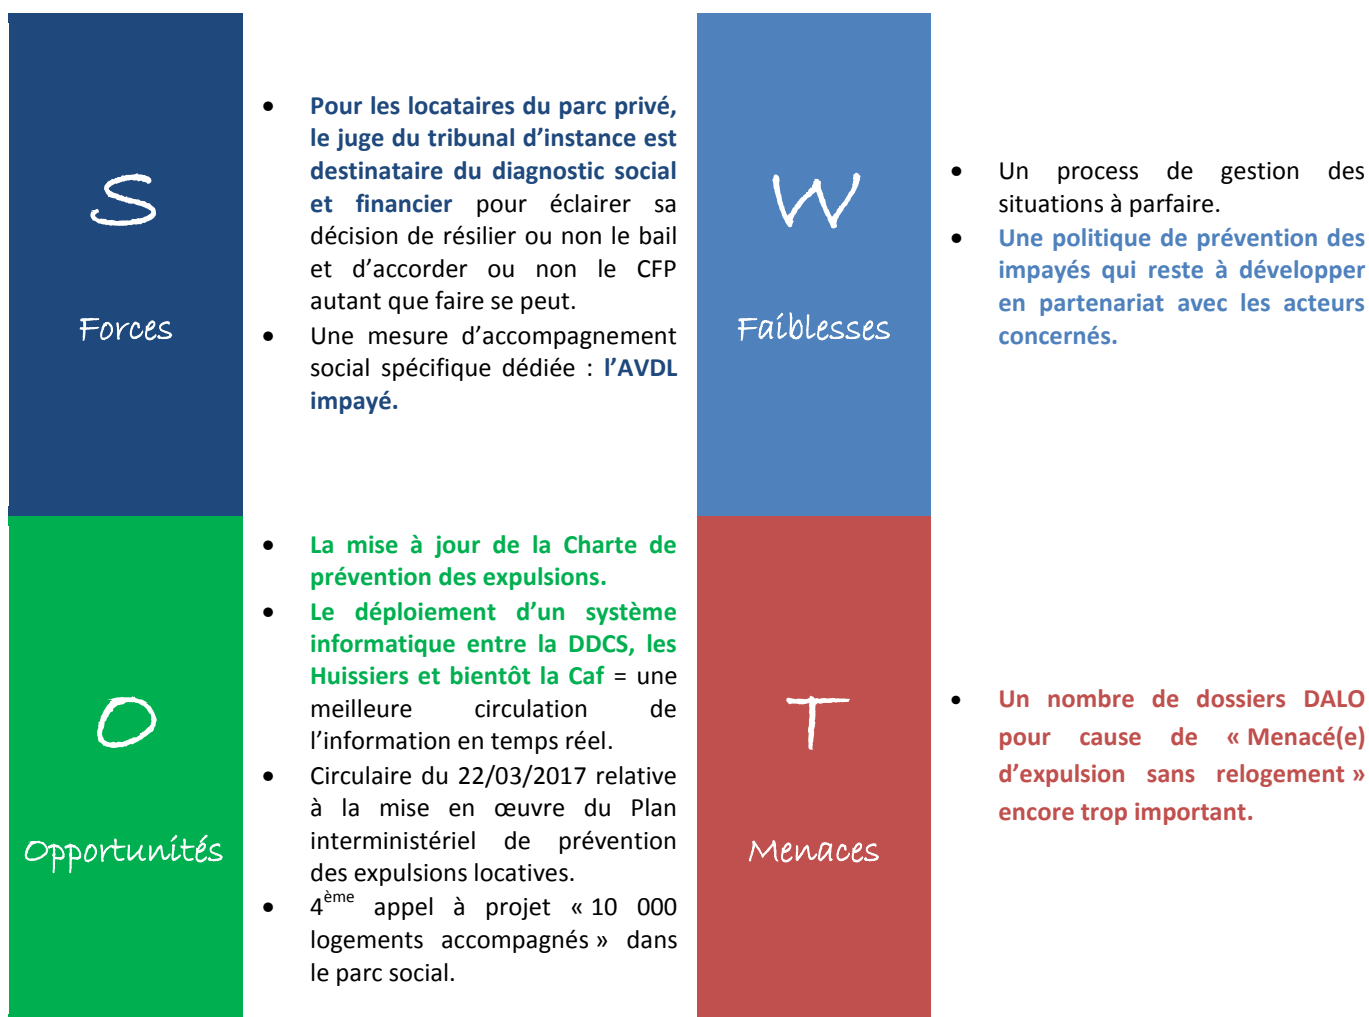 S
Forces
• Pour les locataires du parc privé,
le juge du tribunal d’instance est
destinataire du diagnostic social
et financier pour éclairer sa
décision de résilier ou non le bail
et d’accorder ou non le CFP
autant que faire se peut.
• Une mesure d’accompagnement
social spécifique dédiée : l’AVDL
impayé.
W
Faiblesses
• Un process de gestion des
situations à parfaire.
• Une politique de prévention des
impayés qui reste à développer
en partenariat avec les acteurs
concernés.
O
Opportunités
• La mise à jour de la Charte de
prévention des expulsions.
• Le déploiement d’un système
informatique entre la DDCS, les
Huissiers et bientôt la Caf = une
meilleure circulation de
l’information en temps réel.
• Circulaire du 22/03/2017 relative
à la mise en œuvre du Plan
interministériel de prévention
des expulsions locatives.
• 4ème appel à projet « 10 000
logements accompagnés » dans
le parc social.
T
Menaces
• Un nombre de dossiers DALO
pour cause de « Menacé(e)
d’expulsion sans relogement »
encore trop important.